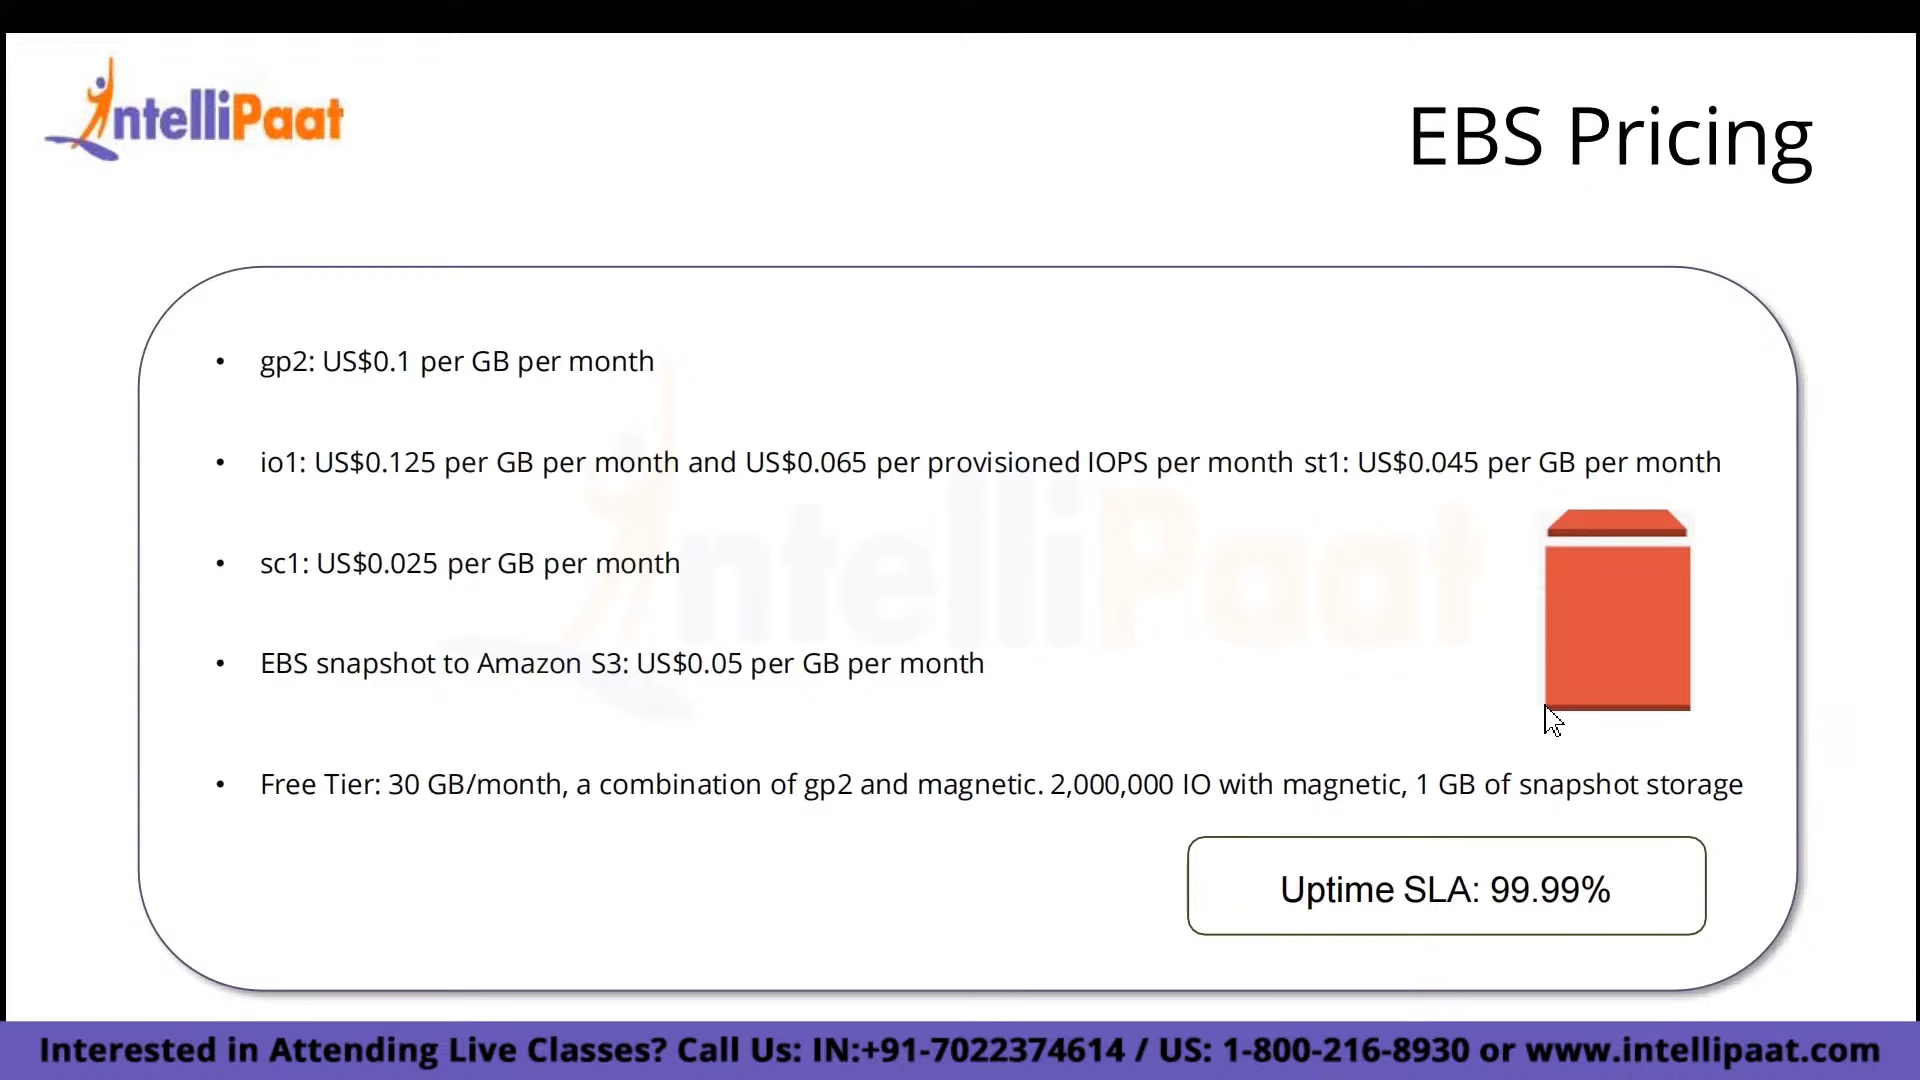 IntelliPaat
EBS Pricing
• gp2: US$0.1 per GB per month
• io1: US$0.125 per GB per month and US$0.065 per provisioned IOPS per month st1: US$0.045 per GB per month
• sc1: US$0.025 per GB per month
• EBS snapshot to Amazon S3: US$0.05 per GB per month
• Free Tier: 30 GB/month, a combination of gp2 and magnetic. 2,000,000 IO with magnetic, 1 GB of snapshot storage
IntelliPaat
Uptime SLA: 99.99%
Interested in Attending Live Classes? Call Us: IN:+91-7022374614 / US: 1-800-216-8930 or www.intellipaat.com